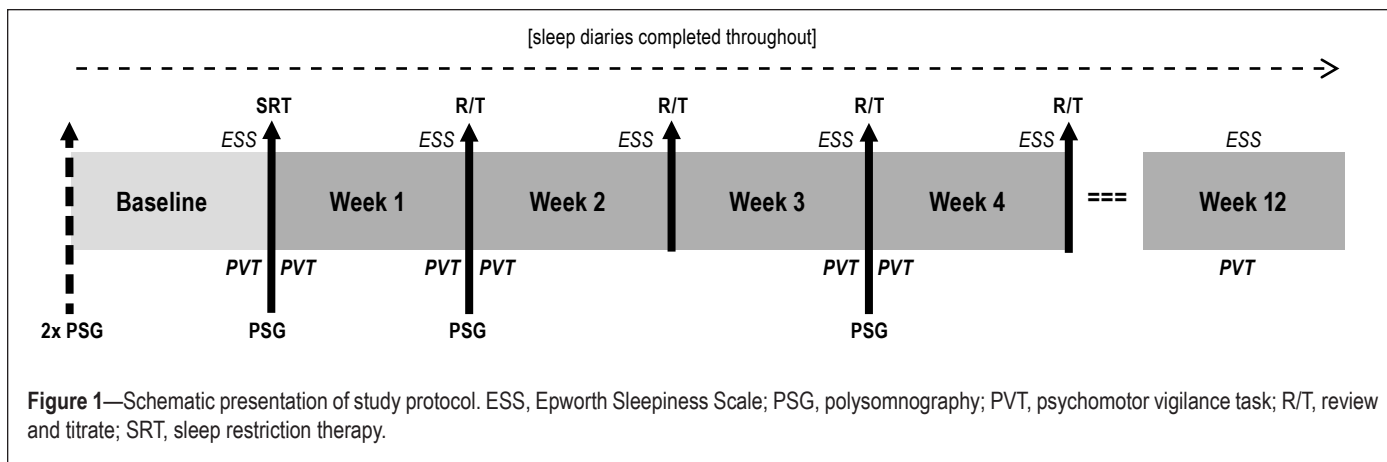 [sleep diaries completed throughout]
SRT R/T R/T R/T R/T
ESS ESS ESS ESS ESS ESS
Baseline Week 1 Week 2 Week 3 Week 4 === Week 12
PVT PVT PVT PVT PVT PVT PVT
2x PSG PSG PSG PSG
Figure 1—Schematic presentation of study protocol. ESS, Epworth Sleepiness Scale; PSG, polysomnography; PVT, psychomotor vigilance task; R/T, review
and titrate; SRT, sleep restriction therapy.